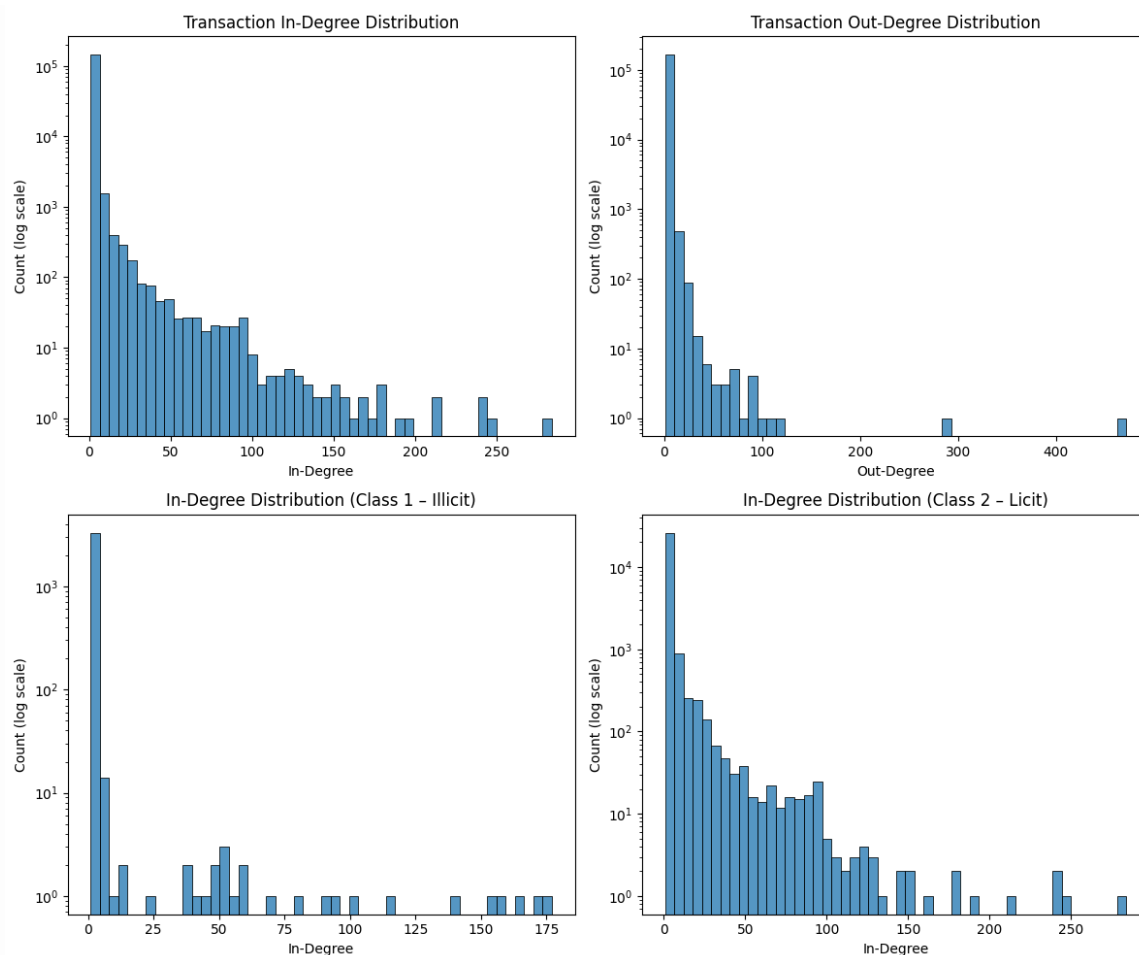 Transaction In-Degree Distribution
Count (log scale)
10⁵
10⁴
10³
10²
10¹
10⁰
0 50 100 150 200 250
In-Degree
Transaction Out-Degree Distribution
Count (log scale)
10⁵
10⁴
10³
10²
10¹
10⁰
0 100 200 300 400
Out-Degree
In-Degree Distribution (Class 1 – Illicit)
Count (log scale)
10³
10²
10¹
10⁰
0 25 50 75 100 125 150 175
In-Degree
In-Degree Distribution (Class 2 – Licit)
Count (log scale)
10⁴
10³
10²
10¹
10⁰
0 50 100 150 200 250
In-Degree